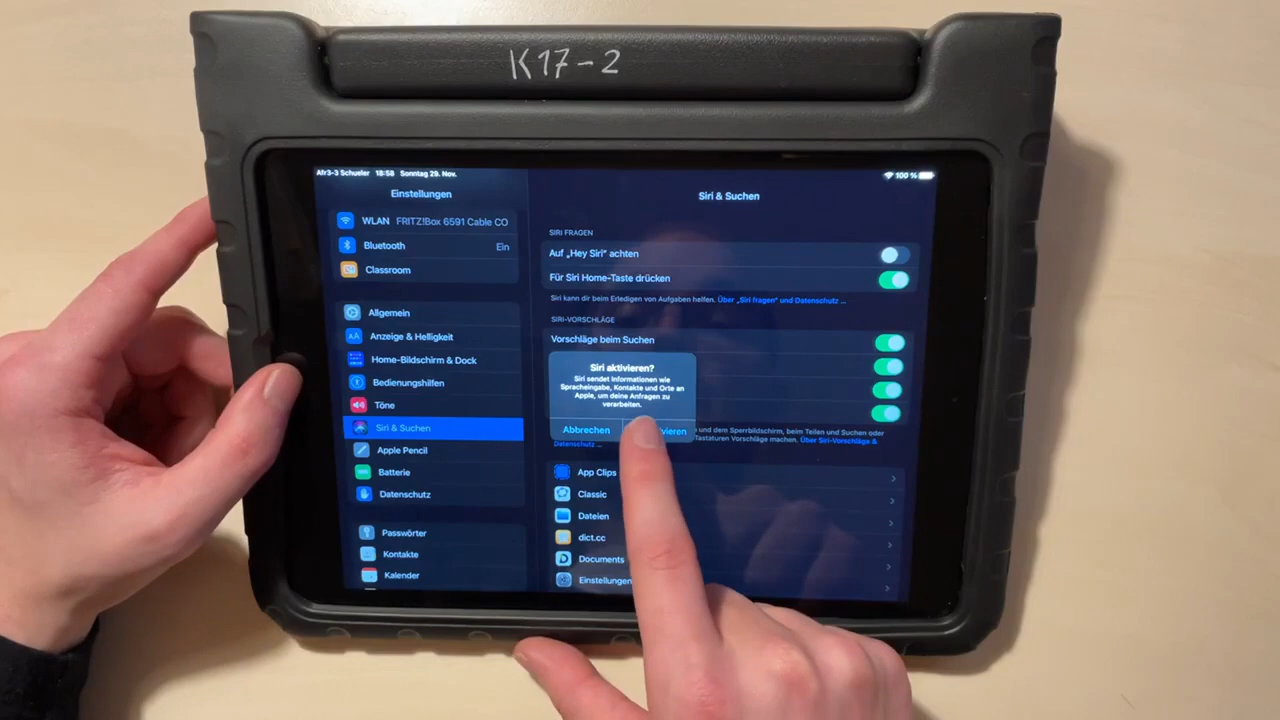 K17-2
Afr3-3 Schueler 18:58 Sonntag 29. Nov.
100 %
Einstellungen
WLAN FRITZ!Box 6591 Cable CO
Bluetooth Ein
Classroom
Allgemein
Anzeige & Helligkeit
Home-Bildschirm & Dock
Bedienungshilfen
Töne
Siri & Suchen
Apple Pencil
Batterie
Datenschutz
Passwörter
Kontakte
Kalender
Siri & Suchen
SIRI FRAGEN
Auf „Hey Siri“ achten
Für Siri Home-Taste drücken
Siri kann dir beim Erledigen von Aufgaben helfen. Über „Siri fragen“ und Datenschutz ...
SIRI-VORSCHLÄGE
Vorschläge beim Suchen
Siri aktivieren?
Siri sendet Informationen wie
Spracheingabe, Kontakte und Orte an
Apple, um deine Anfragen zu
verarbeiten.
Abbrechen
und dem Sperrbildschirm, beim Teilen und Suchen oder
Vorschläge machen. Über Siri-Vorschläge &
Datenschutz ...
App Clips
Classic
Dateien
dict.cc
Documents
Einstellungen